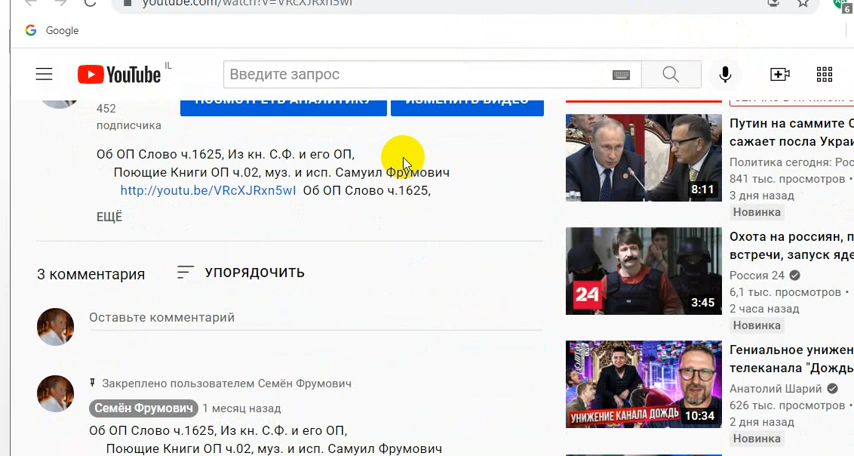 youtube.com/watch?v=VRcXJRxn5wI
6
Google
YouTube IL
Введите запрос
452
подписчика
ПОСМОТРЕТЬ АНАЛИТИКУ
ИЗМЕНИТЬ ВИДЕО
Об ОП Слово ч.1625, Из кн. С.Ф. и его ОП,
Поющие Книги ОП ч.02, муз. и исп. Самуил Фрумович
http://youtu.be/VRcXJRxn5wI Об ОП Слово ч.1625,
ЕЩЁ
3 комментария
УПОРЯДОЧИТЬ
Оставьте комментарий
Закреплено пользователем Семён Фрумович
Семён Фрумович 1 месяц назад
Об ОП Слово ч.1625, Из кн. С.Ф. и его ОП,
Поющие Книги ОП ч.02, муз. и исп. Самуил Фрумович
8:11
Путин на саммите
сажает посла Укра
Политика сегодня: Рос
841 тыс. просмотров •
3 дня назад
Новинка
24
3:45
Охота на россиян, п
встречи, запуск яде
Россия 24
6,1 тыс. просмотров •
2 часа назад
Новинка
УНИЖЕНИЕ КАНАЛА ДОЖДЬ
10:34
Гениальное унижен
телеканала "Дождь
Анатолий Шарий
626 тыс. просмотров •
2 дня назад
Новинка